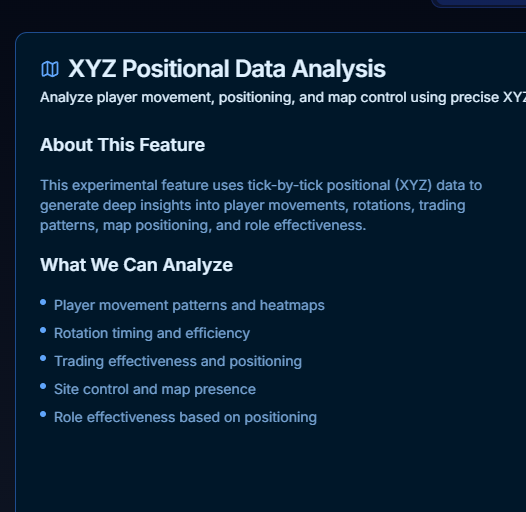 XYZ Positional Data Analysis
Analyze player movement, positioning, and map control using precise XYZ
About This Feature
This experimental feature uses tick-by-tick positional (XYZ) data to
generate deep insights into player movements, rotations, trading
patterns, map positioning, and role effectiveness.
What We Can Analyze
Player movement patterns and heatmaps
Rotation timing and efficiency
Trading effectiveness and positioning
Site control and map presence
Role effectiveness based on positioning